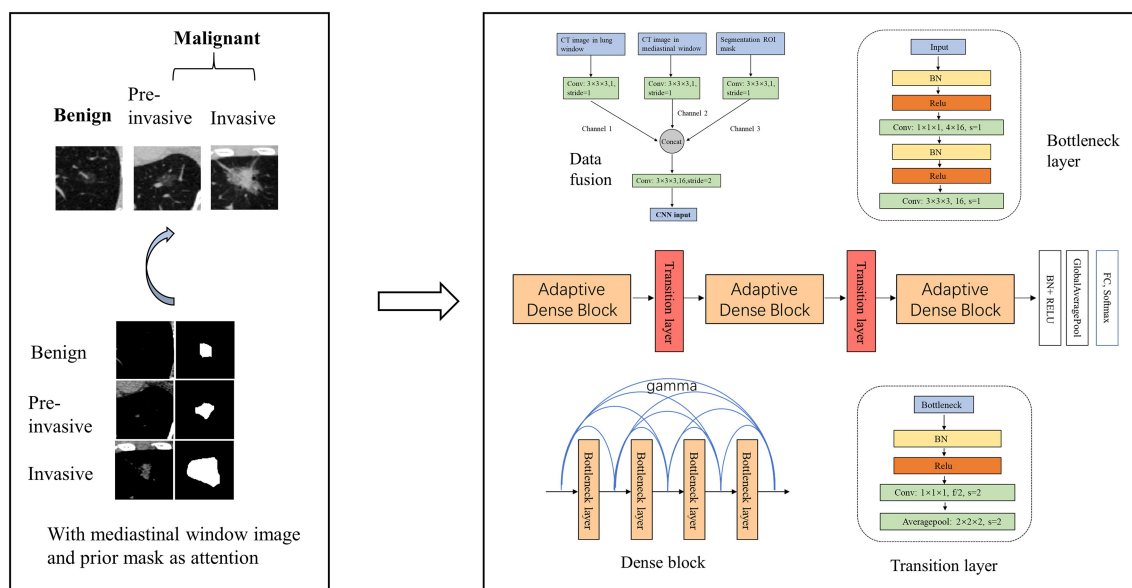 Malignant
Pre-
invasive
Benign
Invasive
Benign
Pre-
invasive
Invasive
With mediastinal window image
and prior mask as attention
CT image in lung
window
CT image in
mediastinal window
Segmentation ROI
mask
Conv: 3×3×3,1,
stride=1
Conv: 3×3×3,1,
stride=1
Conv: 3×3×3,1,
stride=1
Channel 1
Channel 2
Channel 3
Concat
Data
fusion
Conv: 3×3×3,16,stride=2
CNN input
Input
BN
Relu
Conv: 1×1×1, 4×16, s=1
BN
Relu
Conv: 3×3×3, 16, s=1
Bottleneck
layer
Adaptive
Dense Block
Transition layer
Adaptive
Dense Block
Transition layer
Adaptive
Dense Block
BN+ RELU
GlobalAveragePool
FC, Softmax
gamma
Bottleneck layer
Bottleneck layer
Bottleneck layer
Bottleneck layer
Dense block
Bottleneck
BN
Relu
Conv: 1×1×1, f/2, s=2
Averagepool: 2×2×2, s=2
Transition layer